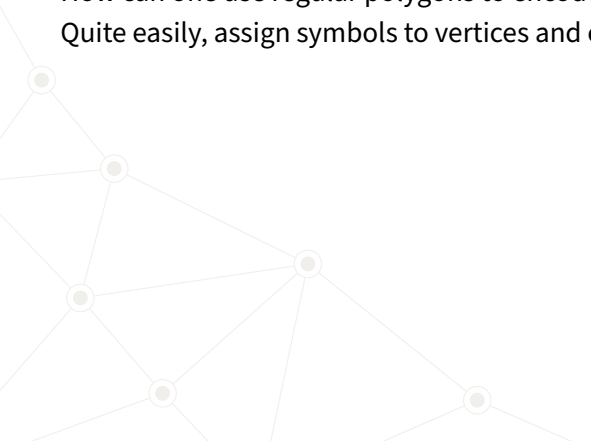 How can one use regular polygons to
Quite easily, assign symbols to vertices and